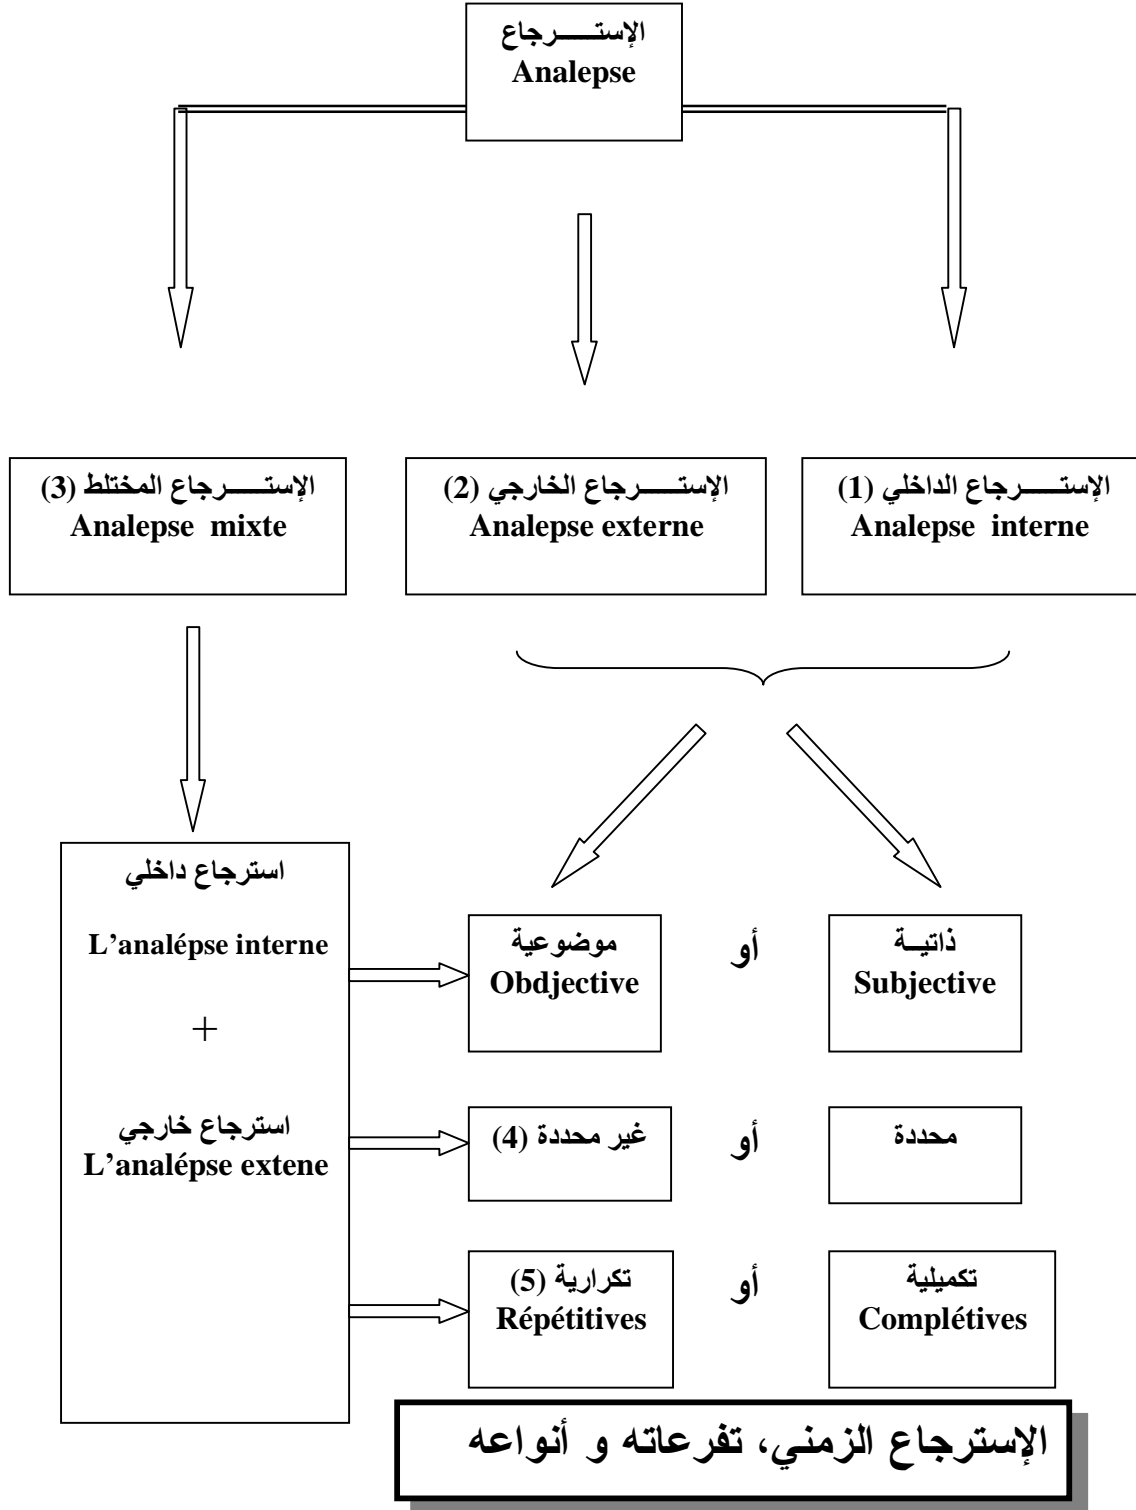 الإستـــــرجاع
Analepse
الإستـــــرجاع الداخلي (1)
Analepse interne
الإستـــــرجاع الخارجي (2)
Analepse externe
الإستـــــرجاع المختلط (3)
Analepse mixte
استرجاع داخلي
L'analépse interne
+
استرجاع خارجي
L'analépse extene
ذاتيــة
Subjective
أو
موضوعية
Obdjective
محددة
أو
غير محددة (4)
تكميلية
Complétives
أو
تكرارية (5)
Répétitives
الإسترجاع الزمني، تفرعاته و أنواعه